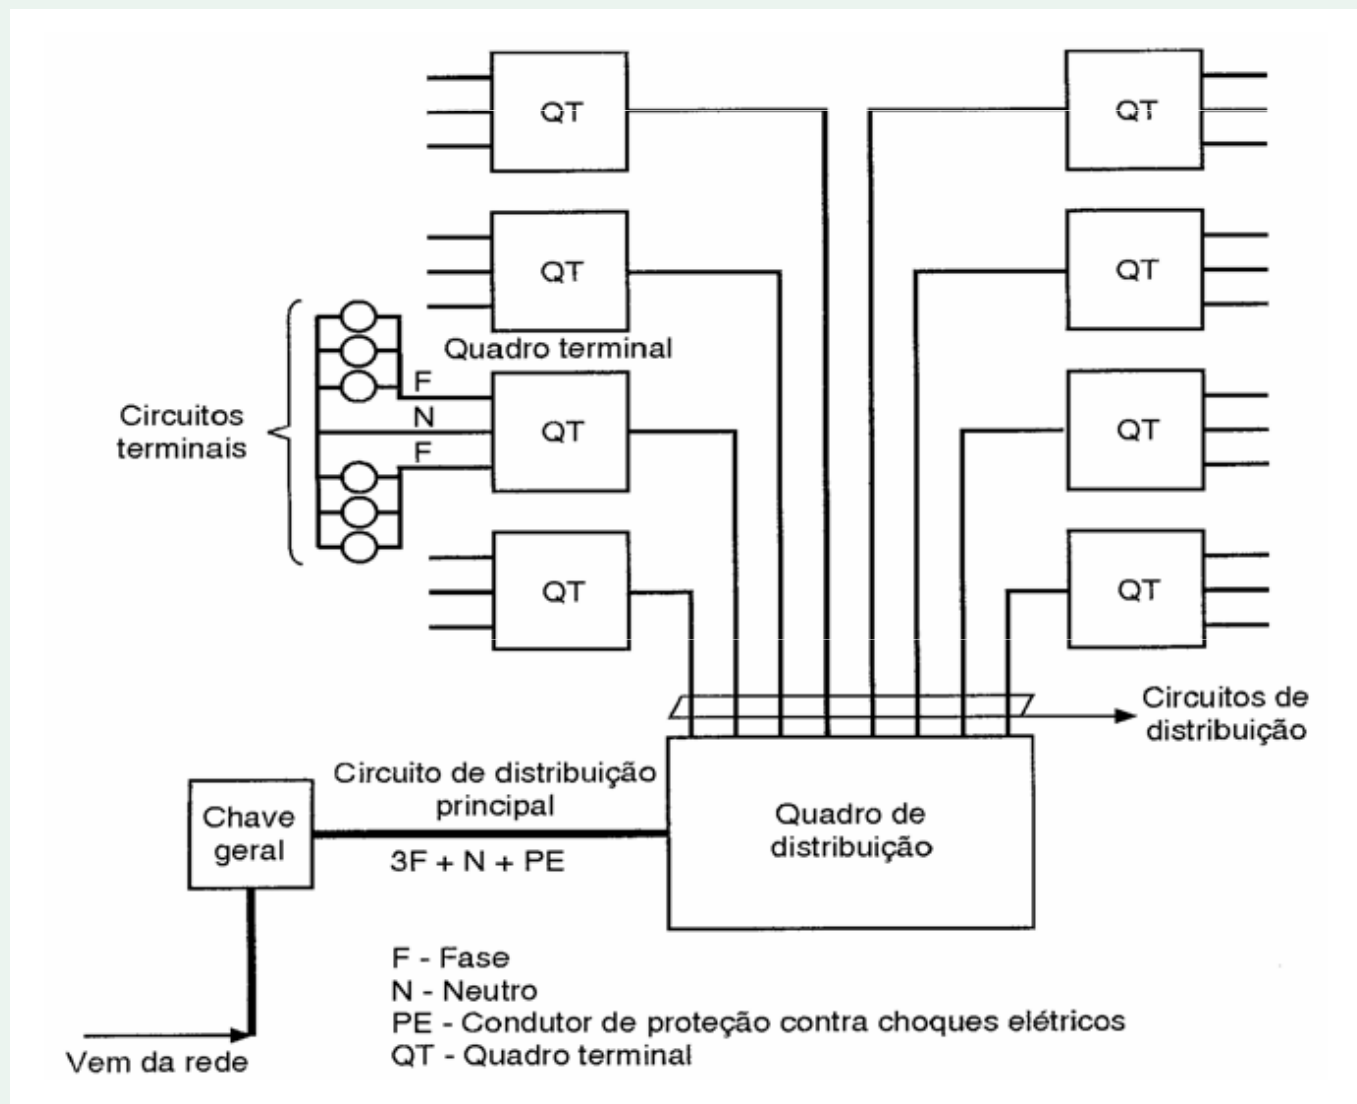 QT
QT
QT
QT
Quadro terminal
F
Circuitos
terminais
N
F
QT
QT
QT
QT
Circuitos de
distribuição
Circuito de distribuição
principal
Chave
geral
3F + N + PE
Quadro de
distribuição
F - Fase
N - Neutro
PE - Condutor de proteção contra choques elétricos
QT - Quadro terminal
Vem da rede